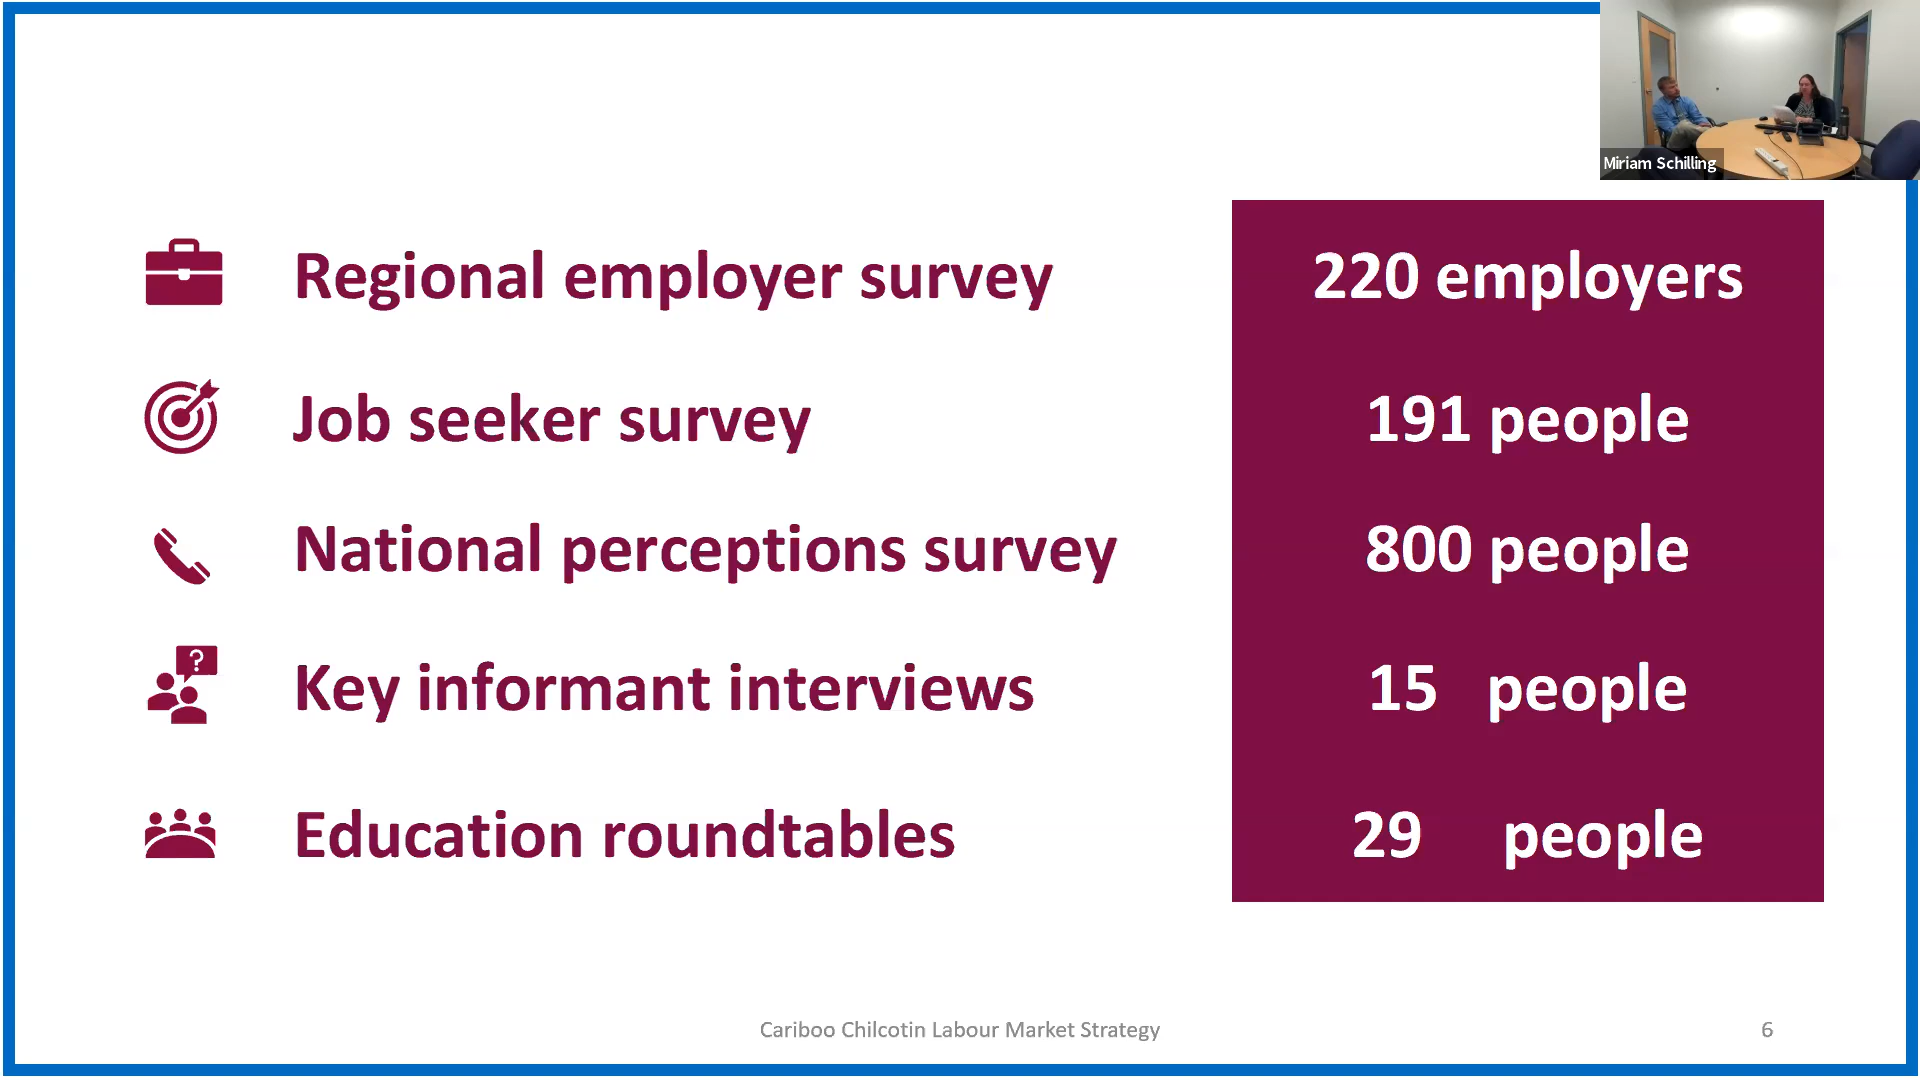 Miriam Schilling
Regional employer survey 220 employers
Job seeker survey 191 people
National perceptions survey 800 people
?
Key informant interviews 15 people
Education roundtables 29 people
Cariboo Chilcotin Labour Market Strategy 6